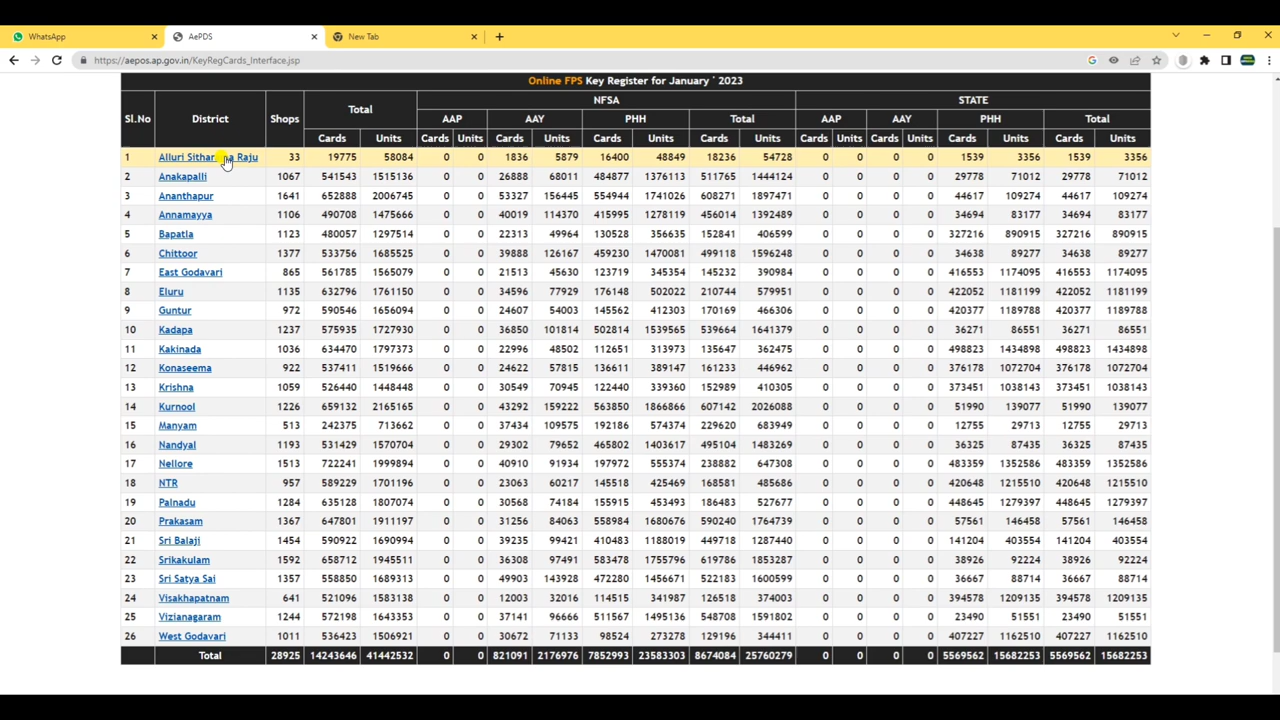 WhatsApp
AePDS
New Tab
https://aepos.ap.gov.in/KeyRegCards_Interface.jsp
Online FPS Key Register for January ' 2023
Sl.No District Shops Total NFSA STATE
AAP AAY PHH Total AAP AAY PHH Total
Cards Units Cards Units Cards Units Cards Units Cards Units Cards Units Cards Units Cards Units Cards Units
1 Alluri Sithar Raju 33 19775 58084 0 0 1836 5879 16400 48849 18236 54728 0 0 0 0 1539 3356 1539 3356
2 Anakapalli 1067 541543 1515136 0 0 26888 68011 484877 1376113 511765 1444124 0 0 0 0 29778 71012 29778 71012
3 Ananthapur 1641 652888 2006745 0 0 53327 156445 554944 1741026 608271 1897471 0 0 0 0 44617 109274 44617 109274
4 Annamayya 1106 490708 1475666 0 0 40019 114370 415995 1278119 456014 1392489 0 0 0 0 34694 83177 34694 83177
5 Bapatla 1123 480057 1297514 0 0 22313 49964 130528 356635 152841 406599 0 0 0 0 327216 890915 327216 890915
6 Chittoor 1377 533756 1685525 0 0 39888 126167 459230 1470081 499118 1596248 0 0 0 0 34638 89277 34638 89277
7 East Godavari 865 561785 1565079 0 0 21513 45630 123719 345354 145232 390984 0 0 0 0 416553 1174095 416553 1174095
8 Eluru 1135 632796 1761150 0 0 34596 77929 176148 502022 210744 579951 0 0 0 0 422052 1181199 422052 1181199
9 Guntur 972 590546 1656094 0 0 24607 54003 145562 412303 170169 466306 0 0 0 0 420377 1189788 420377 1189788
10 Kadapa 1237 575935 1727930 0 0 36850 101814 502814 1539565 539664 1641379 0 0 0 0 36271 86551 36271 86551
11 Kakinada 1036 634470 1797373 0 0 22996 48502 112651 313973 135647 362475 0 0 0 0 498823 1434898 498823 1434898
12 Konaseema 922 537411 1519666 0 0 24622 57815 136611 389147 161233 446962 0 0 0 0 376178 1072704 376178 1072704
13 Krishna 1059 526440 1448448 0 0 30549 70945 122440 339360 152989 410305 0 0 0 0 373451 1038143 373451 1038143
14 Kurnool 1226 659132 2165165 0 0 43292 159222 563850 1866866 607142 2026088 0 0 0 0 51990 139077 51990 139077
15 Manyam 513 242375 713662 0 0 37434 109575 192186 574374 229620 683949 0 0 0 0 12755 29713 12755 29713
16 Nandyal 1193 531429 1570704 0 0 29302 79652 465802 1403617 495104 1483269 0 0 0 0 36325 87435 36325 87435
17 Nellore 1513 722241 1999894 0 0 40910 91934 197972 555374 238882 647308 0 0 0 0 483359 1352586 483359 1352586
18 NTR 957 589229 1701196 0 0 23063 60217 145518 425469 168581 485686 0 0 0 0 420648 1215510 420648 1215510
19 Palnadu 1284 635128 1807074 0 0 30568 74184 155915 453493 186483 527677 0 0 0 0 448645 1279397 448645 1279397
20 Prakasam 1367 647801 1911197 0 0 31256 84063 558984 1680676 590240 1764739 0 0 0 0 57561 146458 57561 146458
21 Sri Balaji 1454 590922 1690994 0 0 39235 99421 410483 1188019 449718 1287440 0 0 0 0 141204 403554 141204 403554
22 Srikakulam 1592 658712 1945511 0 0 36308 97491 583478 1755796 619786 1853287 0 0 0 0 38926 92224 38926 92224
23 Sri Satya Sai 1357 558850 1689313 0 0 49903 143928 472280 1456671 522183 1600599 0 0 0 0 36667 88714 36667 88714
24 Visakhapatnam 641 521096 1583138 0 0 12003 32016 114515 341987 126518 374003 0 0 0 0 394578 1209135 394578 1209135
25 Vizianagaram 1244 572198 1643353 0 0 37141 96666 511567 1495136 548708 1591802 0 0 0 0 23490 51551 23490 51551
26 West Godavari 1011 536423 1506921 0 0 30672 71133 98524 273278 129196 344411 0 0 0 0 407227 1162510 407227 1162510
Total 28925 14243646 41442532 0 0 821091 2176976 7852993 23583303 8674084 25760279 0 0 0 0 5569562 15682253 5569562 15682253